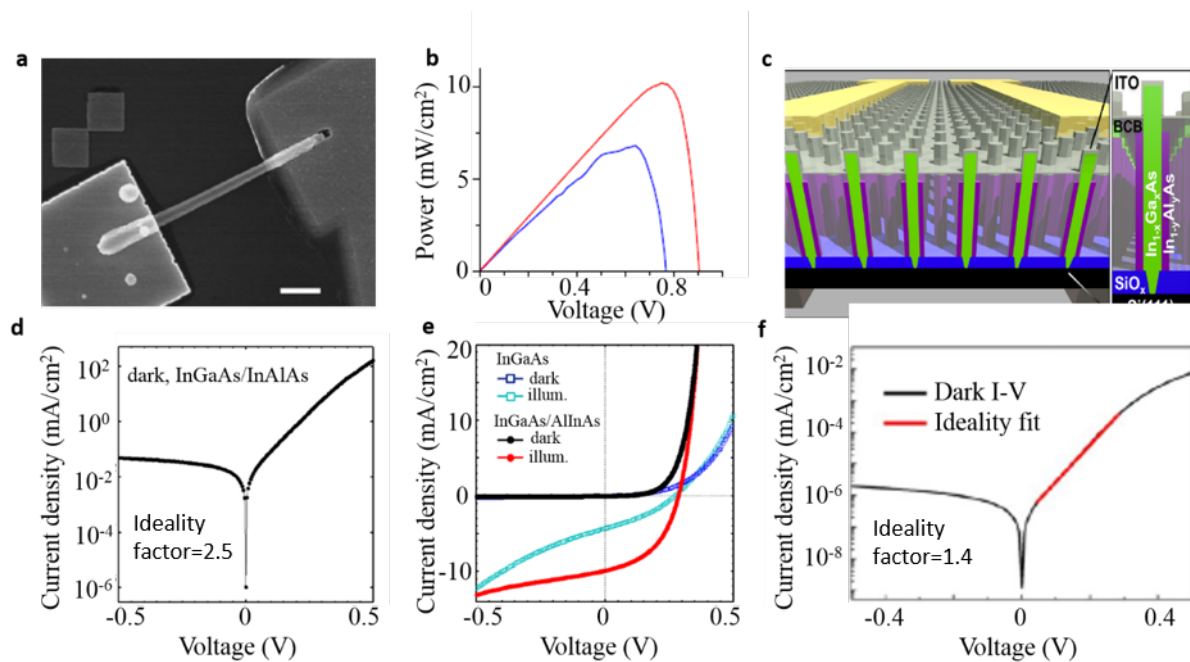 a
b
Power (mW/cm²)
10
5
0
0
0.4
0.8
Voltage (V)
c
ITO
BCB
In₁₋ₓGaₓAs
In₁₋ᵧAlᵧAs
SiOₓ
d
Current density (mA/cm²)
10²
10⁰
10⁻²
10⁻⁴
10⁻⁶
dark, InGaAs/InAlAs
Ideality
factor=2.5
-0.5
0
0.5
Voltage (V)
e
Current density (mA/cm²)
20
10
0
-10
InGaAs
dark
illum.
InGaAs/AlInAs
dark
illum.
-0.5
0
0.5
Voltage (V)
f
Current density (mA/cm²)
10⁻²
10⁻⁴
10⁻⁶
10⁻⁸
Dark I-V
Ideality fit
Ideality
factor=1.4
-0.4
0
0.4
Voltage (V)